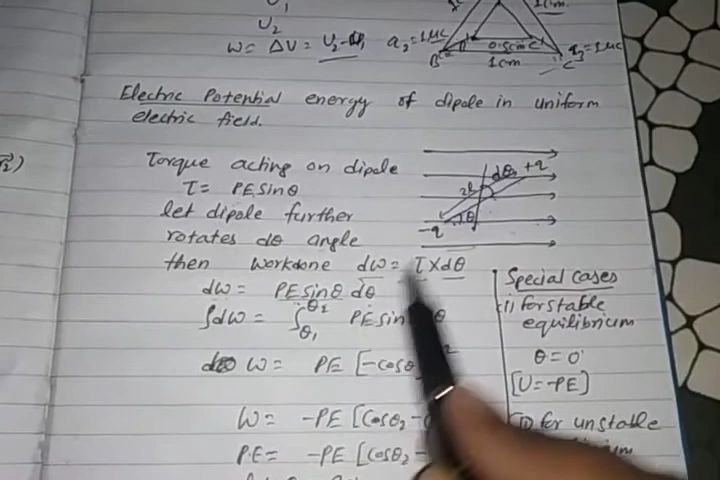 U₁
U₂
W = ΔV = U₂-U₁
q₂=1μC
0.5cm
1cm
1cm.
q₃=1μC
B
C
Electric Potential energy of dipole in uniform
electric field.
Torque acting on dipole
τ = PE sinθ
let dipole further
rotates dθ angle
then workdone dw = τ x dθ
dw = PE sinθ dθ
∫dw = ∫θ₁^θ₂ PE sin θ
W = PE [-cosθ]
W = -PE [Cosθ₂ -
P.E = -PE [cosθ₂ -
dθ +q
2l
θ
-q
Special cases
(i) for stable
equilibrium
θ = 0°
[U = -PE]
(ii) for unstable